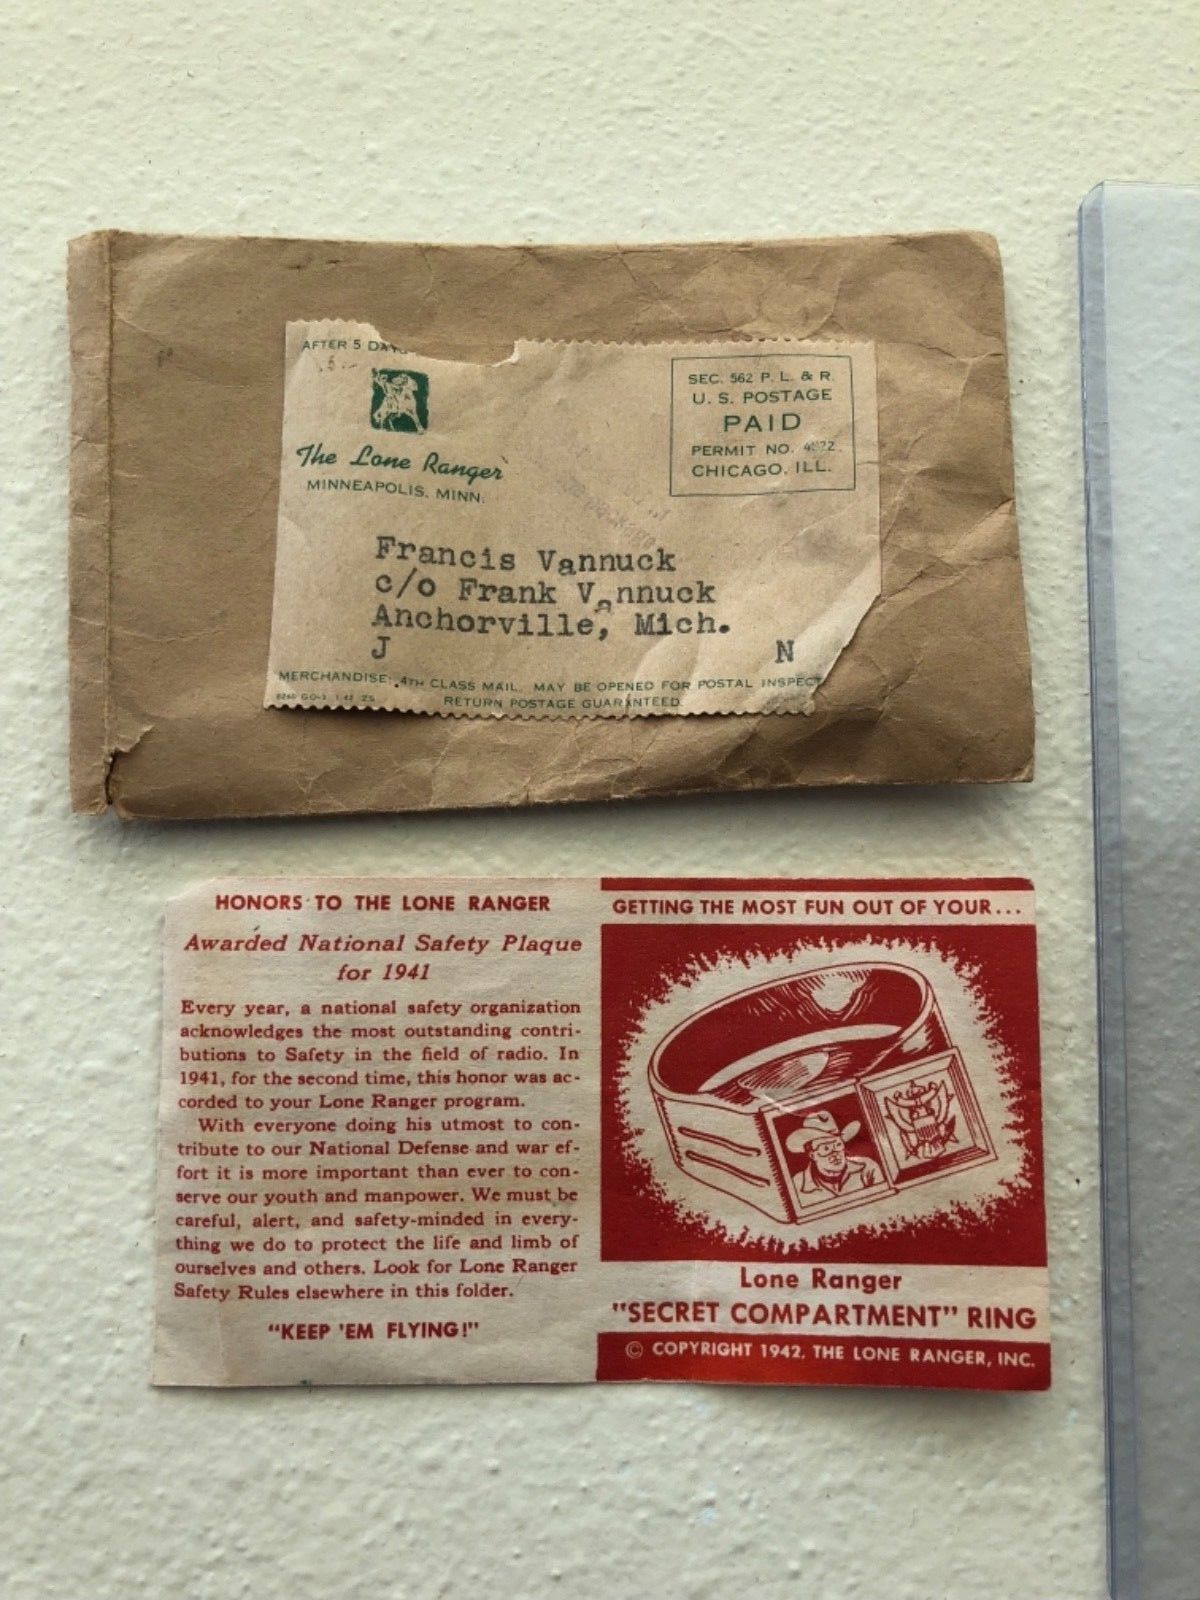 AFTER 5 DAYS
The Lone Ranger
MINNEAPOLIS, MINN.
SEC. 562 P. L. & R.
U. S. POSTAGE
PAID
PERMIT NO.
CHICAGO, ILL.
Francis Vannuck
c/o Frank Vannuck
Anchorville, Mich.
J N
MERCHANDISE: 4TH CLASS MAIL. MAY BE OPENED FOR POSTAL INSPECT
RETURN POSTAGE GUARANTEED.
HONORS TO THE LONE RANGER
Awarded National Safety Plaque
for 1941
Every year, a national safety organization
acknowledges the most outstanding contri-
butions to Safety in the field of radio. In
1941, for the second time, this honor was ac-
corded to your Lone Ranger program.
With everyone doing his utmost to con-
tribute to our National Defense and war ef-
fort it is more important than ever to con-
serve our youth and manpower. We must be
careful, alert, and safety-minded in every-
thing we do to protect the life and limb of
ourselves and others. Look for Lone Ranger
Safety Rules elsewhere in this folder.
"KEEP 'EM FLYING!"
GETTING THE MOST FUN OUT OF YOUR...
Lone Ranger
"SECRET COMPARTMENT" RING
© COPYRIGHT 1942, THE LONE RANGER, INC.